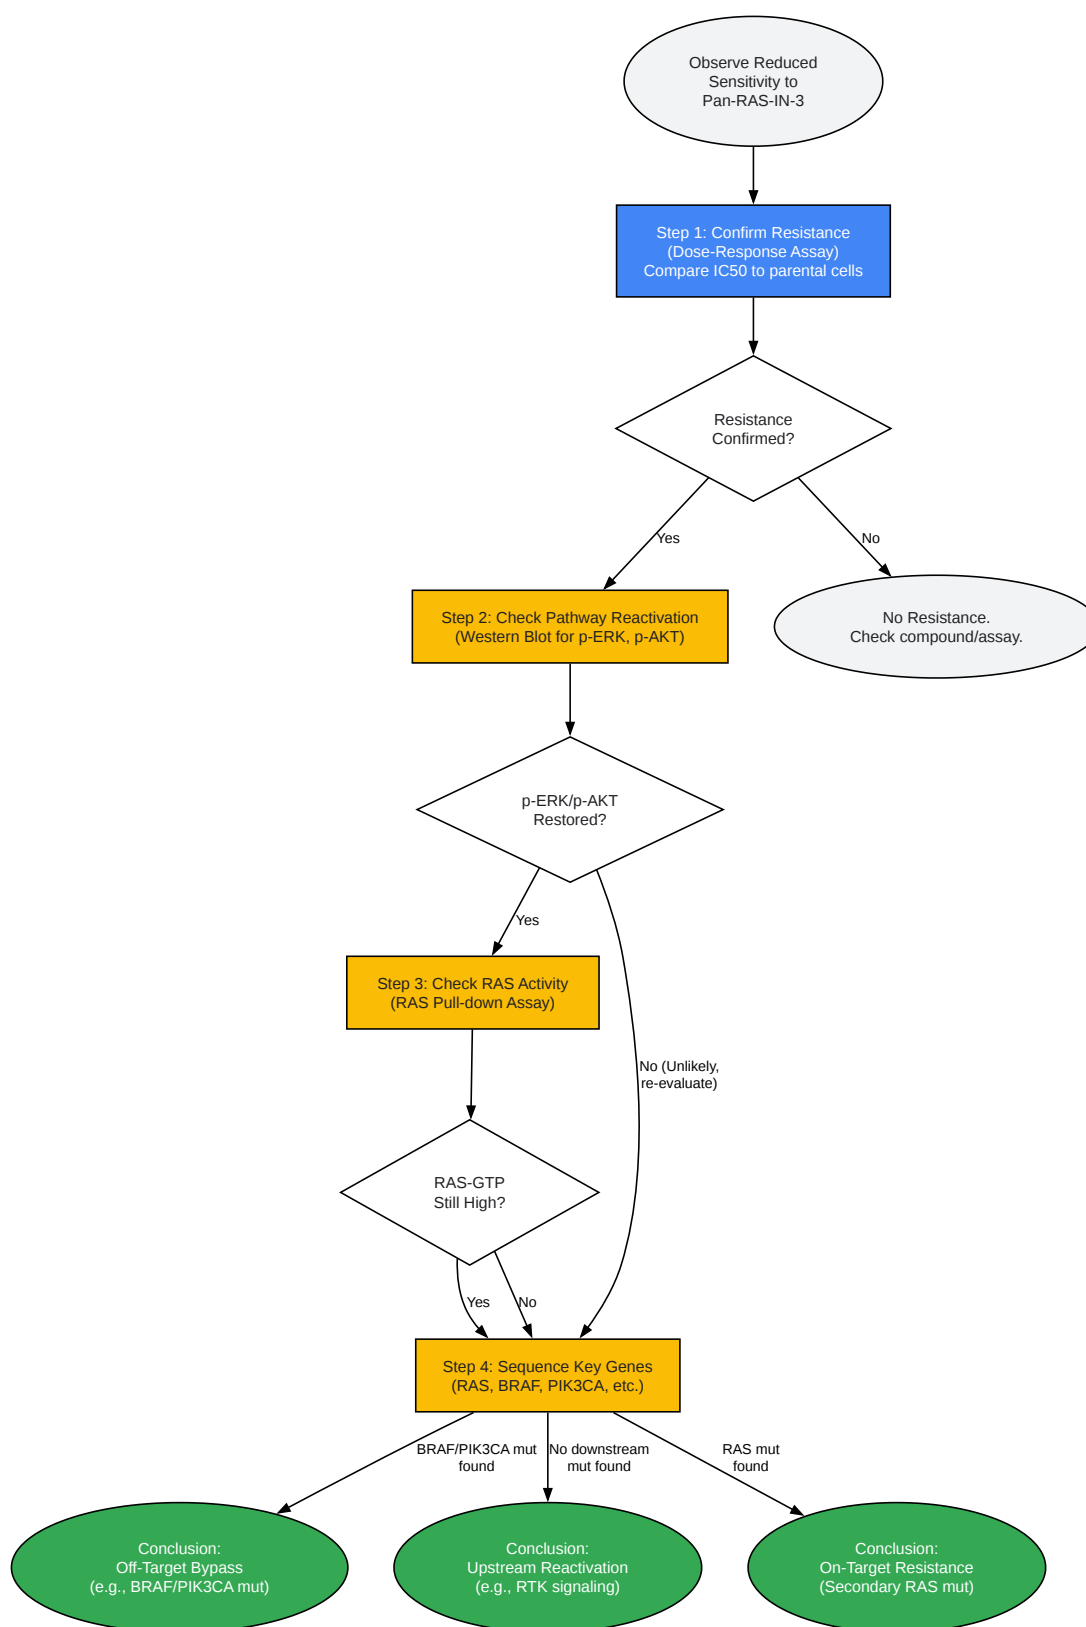 Observe Reduced
Sensitivity to
Pan-RAS-IN-3
Step 1: Confirm Resistance
(Dose-Response Assay)
Compare IC50 to parental cells
Resistance
Confirmed?
Yes
No
Step 2: Check Pathway Reactivation
(Western Blot for p-ERK, p-AKT)
No Resistance.
Check compound/assay.
p-ERK/p-AKT
Restored?
Yes
Step 3: Check RAS Activity
(RAS Pull-down Assay)
No (Unlikely,
re-evaluate)
RAS-GTP
Still High?
Yes
No
Step 4: Sequence Key Genes
(RAS, BRAF, PIK3CA, etc.)
BRAF/PIK3CA mut
found
No downstream
mut found
RAS mut
found
Conclusion:
Off-Target Bypass
(e.g., BRAF/PIK3CA mut)
Conclusion:
Upstream Reactivation
(e.g., RTK signaling)
Conclusion:
On-Target Resistance
(Secondary RAS mut)